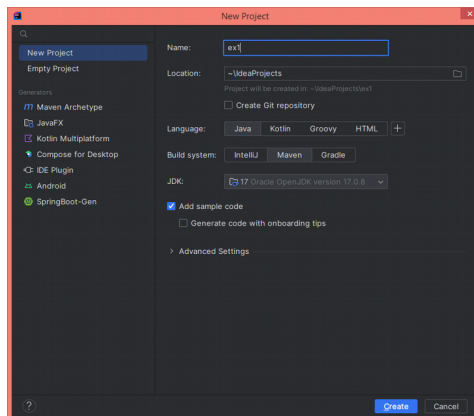 New Project
New Project
Empty Project
Generators
Maven Archetype
JavaFX
Kotlin Multiplatform
Compose for Desktop
IDE Plugin
Android
SpringBoot-Gen
Name: ex1
Location: ~\IdeaProjects
Project will be created in: ~\IdeaProjects\ex1
Create Git repository
Language: Java Kotlin Groovy HTML +
Build system: IntelliJ Maven Gradle
JDK: 17 Oracle OpenJDK version 17.0.8
Add sample code
Generate code with onboarding tips
> Advanced Settings
? Create Cancel